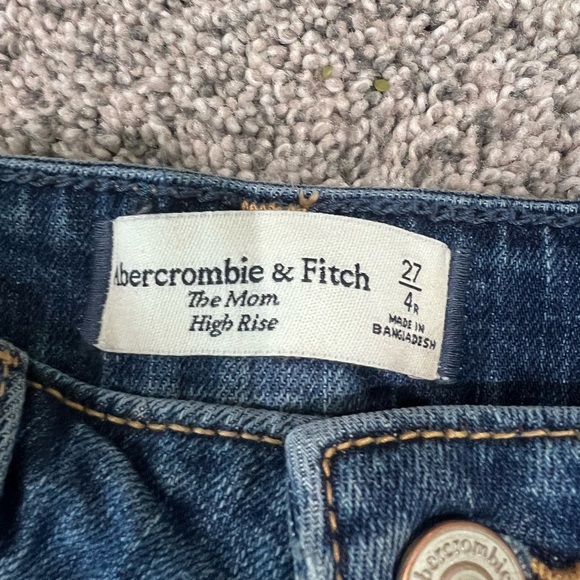 Abercrombie & Fitch
The Mom
High Rise
27
4R
MADE IN
BANGLADESH
abercrombie